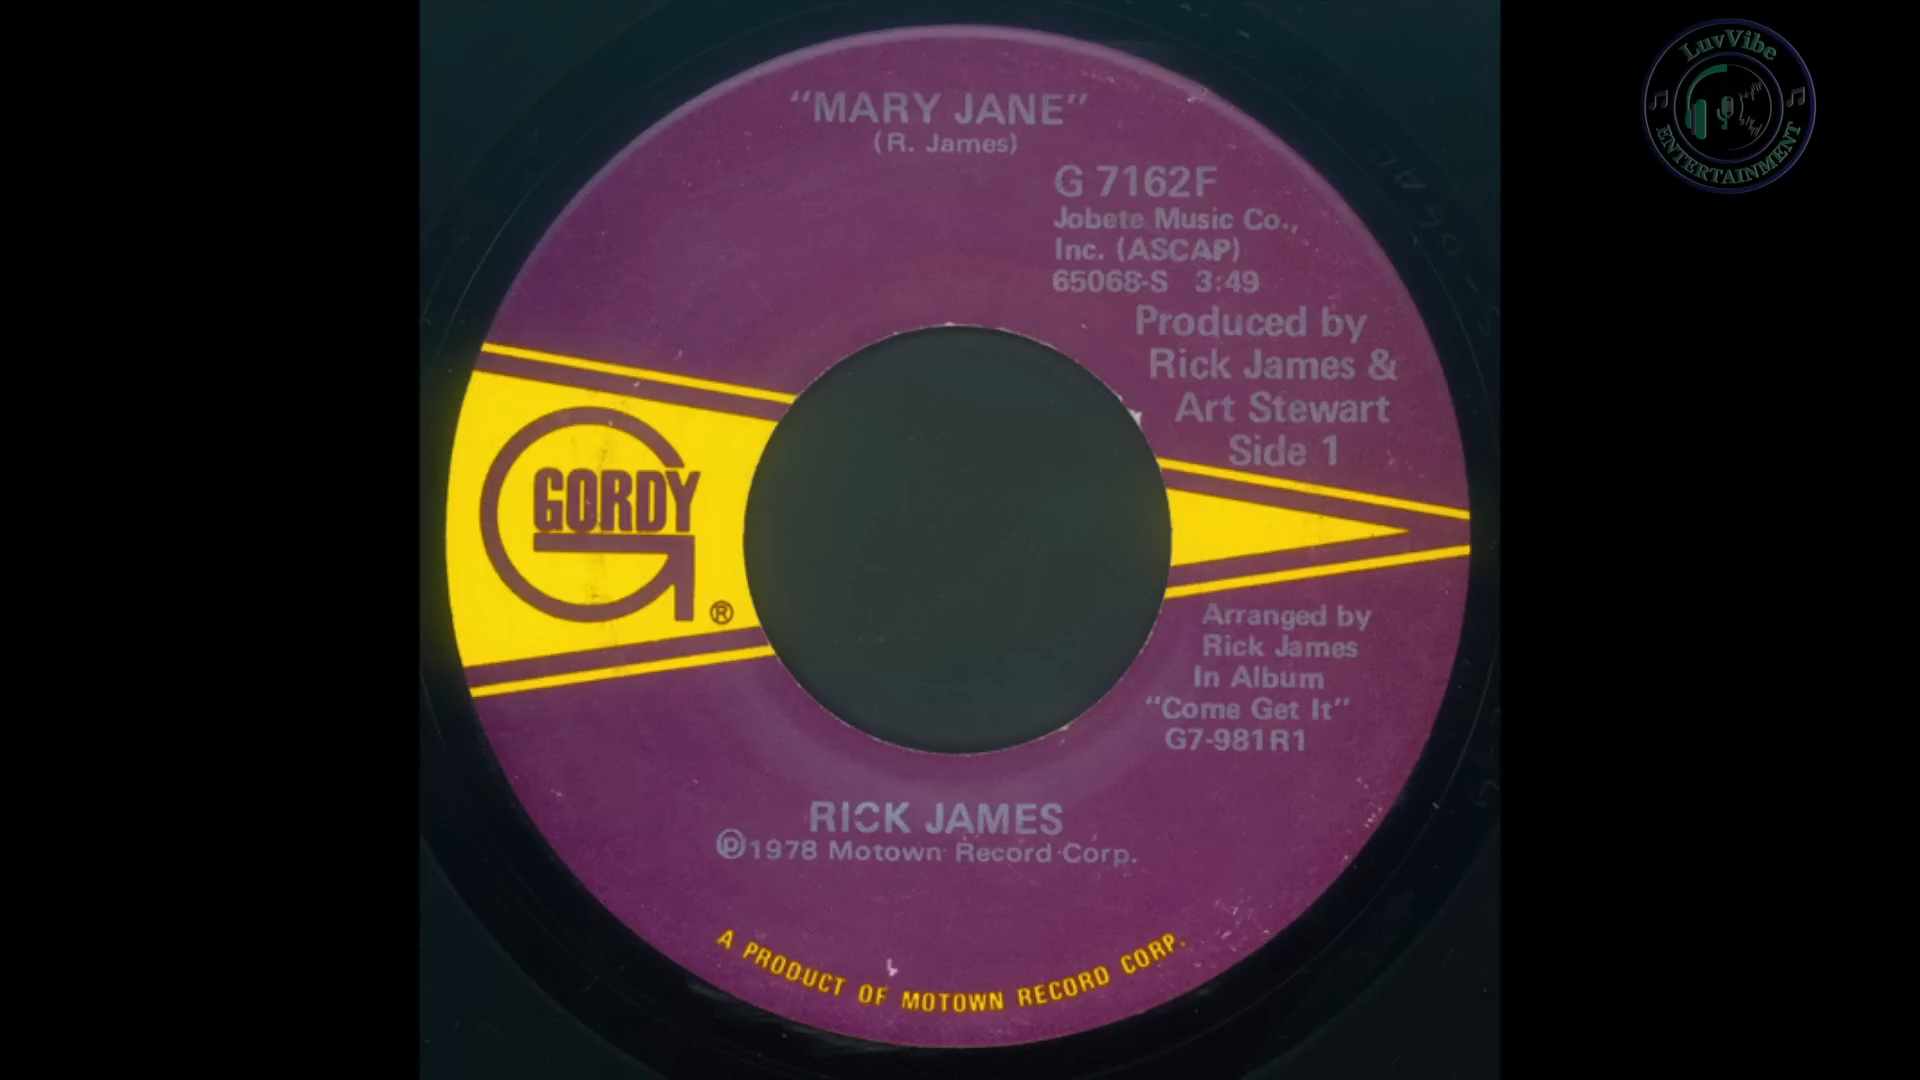 "MARY JANE"
(R. James)
G 7162F
Jobete Music Co.,
Inc. (ASCAP)
65068-S 3:49
Produced by
Rick James &
Art Stewart
Side 1
GORDY
®
Arranged by
Rick James
In Album
"Come Get It"
G7-981R1
RICK JAMES
℗1978 Motown Record Corp.
A PRODUCT OF MOTOWN RECORD CORP.
LuvVibe
ENTERTAINMENT